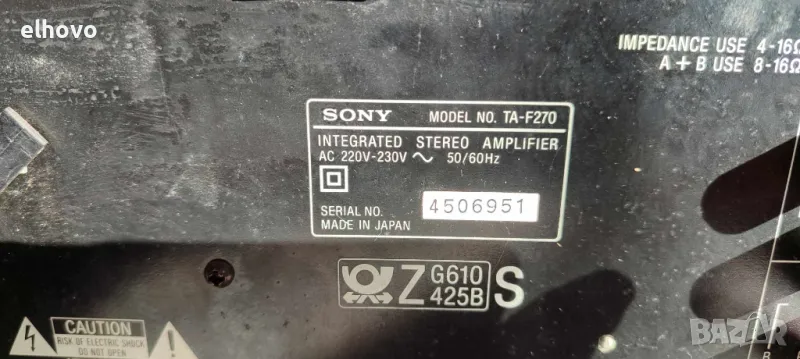 elhovo
IMPEDANCE USE 4-16Ω
A+B USE 8-16Ω
SONY MODEL NO. TA-F270
INTEGRATED STEREO AMPLIFIER
AC 220V-230V ~ 50/60Hz
SERIAL NO. 4506951
MADE IN JAPAN
Z G610 S
425B
CAUTION
RISK OF ELECTRIC SHOCK
DO NOT OPEN
BAZAR